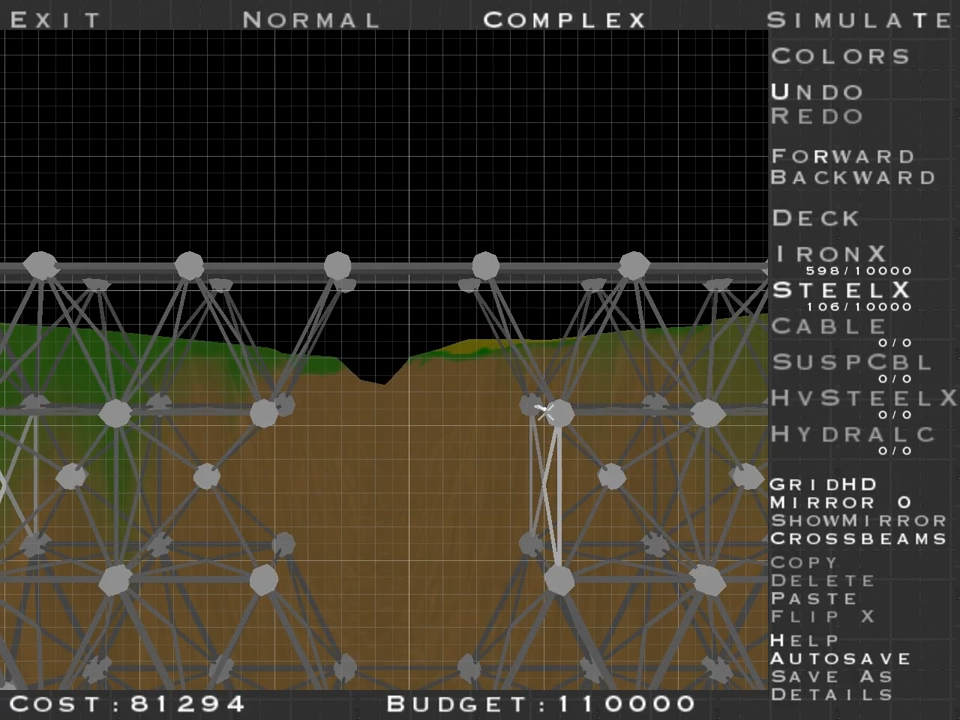 EXIT NORMAL COMPLEX SIMULATE
COLORS
UNDO
REDO
FORWARD
BACKWARD
DECK
IRONX
598/10000
STEELX
106/10000
CABLE
0/0
SUSPCBL
0/0
HVSTEELX
0/0
HYDRALC
0/0
GRIDHD
MIRROR 0
SHOWMIRROR
CROSSBEAMS
COPY
DELETE
PASTE
FLIP X
HELP
AUTOSAVE
SAVE AS
DETAILS
COST:81294 BUDGET:110000